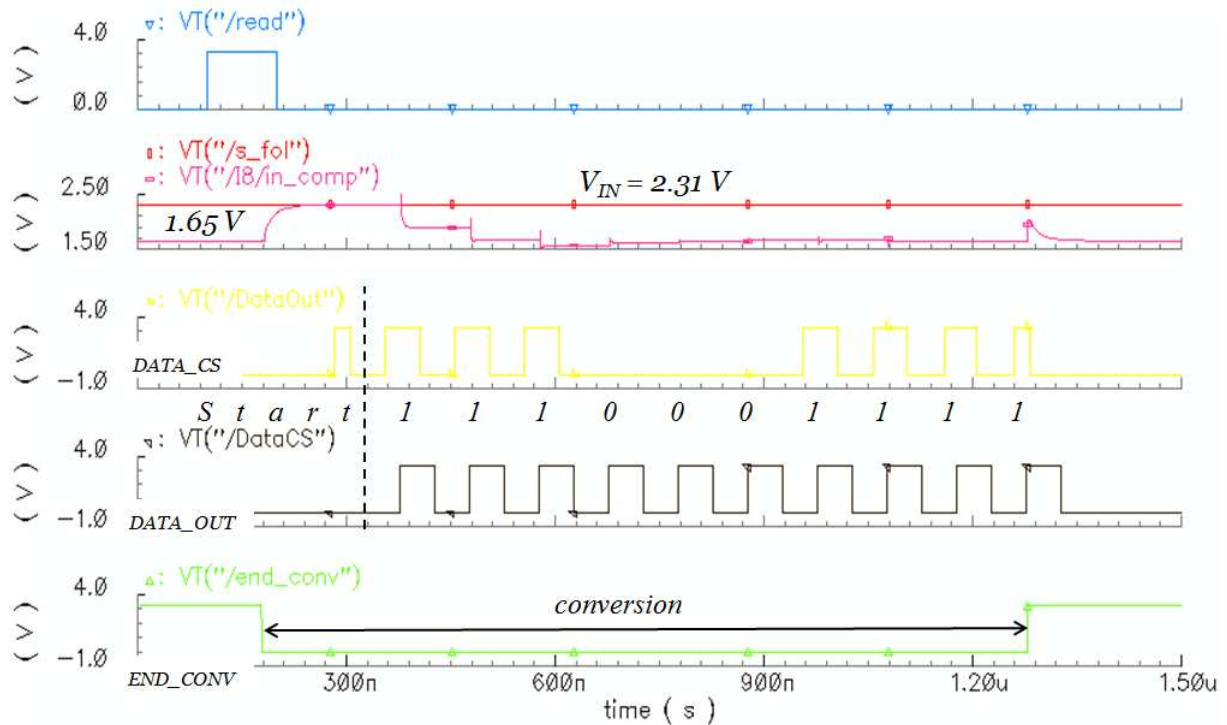 VT("/read")
4.0
(V)
0.0
VT("/s_fol")
VT("/I8/in_comp")
2.50
V_IN = 2.31 V
1.65 V
(V)
1.50
VT("/DataOut")
4.0
(V)
DATA_CS
-1.0
S t a r t 1 1 1 0 0 0 1 1 1 1
VT("/DataCS")
4.0
(V)
-1.0
DATA_OUT
VT("/end_conv")
4.0
conversion
(V)
-1.0
END_CONV
300n 600n 900n 1.20u 1.50u
time ( s )